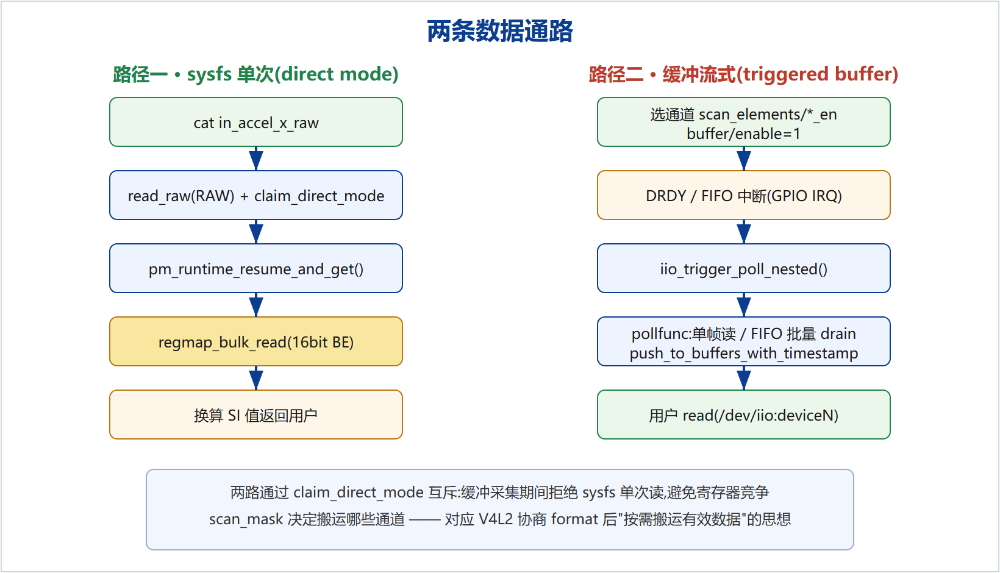 两条数据通路
路径一・sysfs 单次(direct mode)
cat in_accel_x_raw
read_raw(RAW) + claim_direct_mode
pm_runtime_resume_and_get()
regmap_bulk_read(16bit BE)
换算 SI 值返回用户
路径二・缓冲流式(triggered buffer)
选通道 scan_elements/*_en
buffer/enable=1
DRDY / FIFO 中断(GPIO IRQ)
iio_trigger_poll_nested()
pollfunc:单帧读 / FIFO 批量 drain
push_to_buffers_with_timestamp
用户 read(/dev/iio:deviceN)
两路通过 claim_direct_mode 互斥:缓冲采集期间拒绝 sysfs 单次读,避免寄存器竞争
scan_mask 决定搬运哪些通道 —— 对应 V4L2 协商 format 后"按需搬运有效数据"的思想